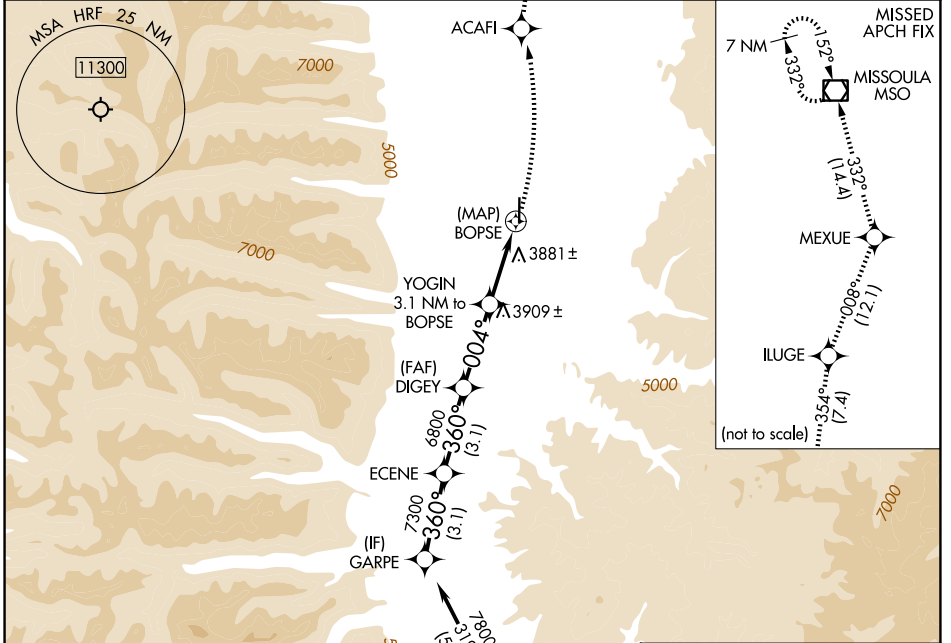 MSA HRF 25 NM
11300
7000
5000
7000
ACAFI
(MAP)
BOPSE
3881±
YOGIN
3.1 NM to
BOPSE
3909±
004°
(FAF)
DIGEY
6800
360°
(3.1)
5000
ECENE
7300
360°
(3.1)
(IF)
GARPE
7800
7000
MISSED
APCH FIX
7 NM
152°
332°
MISSOULA
MSO
332°
(14.4)
MEXUE
008°
(12.1)
ILUGE
354°
(7.4)
(not to scale)